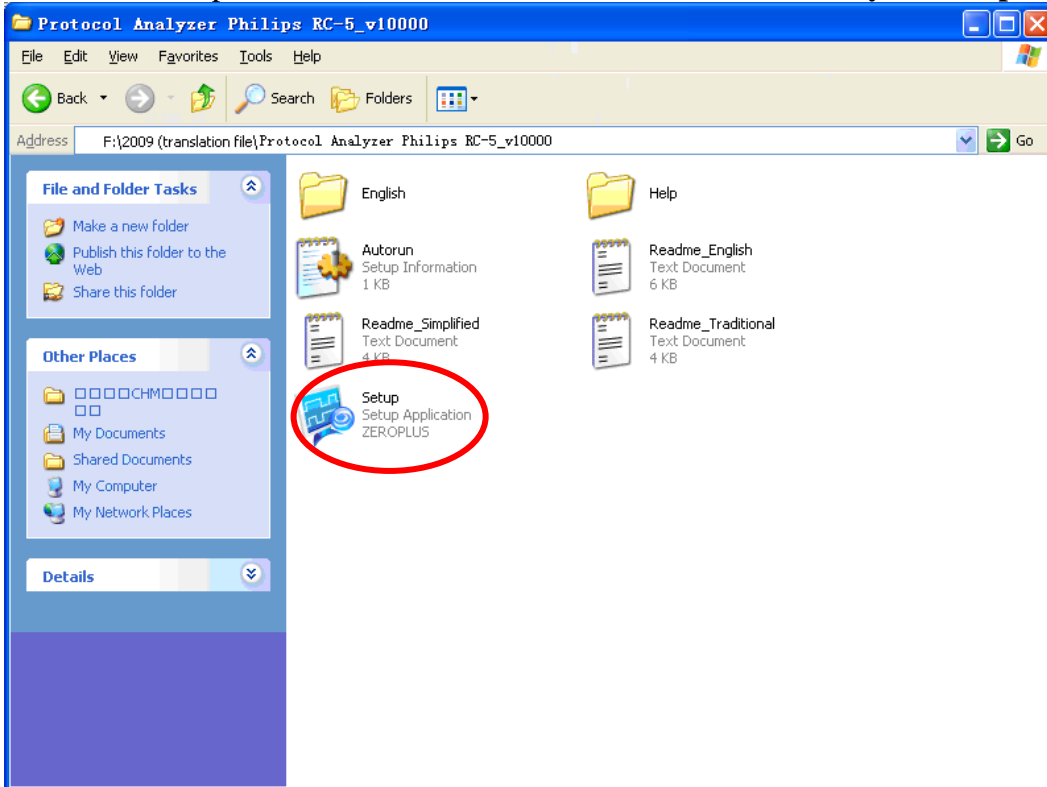 Protocol Analyzer Philips RC-5_v10000
File Edit View Favorites Tools Help
Back Search Folders
Address F:\2009 (translation file\Protocol Analyzer Philips RC-5_v10000 Go
File and Folder Tasks
Make a new folder
Publish this folder to the
Web
Share this folder
Other Places
□□□□CHM□□□□
□□
My Documents
Shared Documents
My Computer
My Network Places
Details
English
Help
Autorun
Setup Information
1 KB
Readme_English
Text Document
6 KB
Readme_Simplified
Text Document
4 KB
Readme_Traditional
Text Document
4 KB
Setup
Setup Application
ZEROPLUS